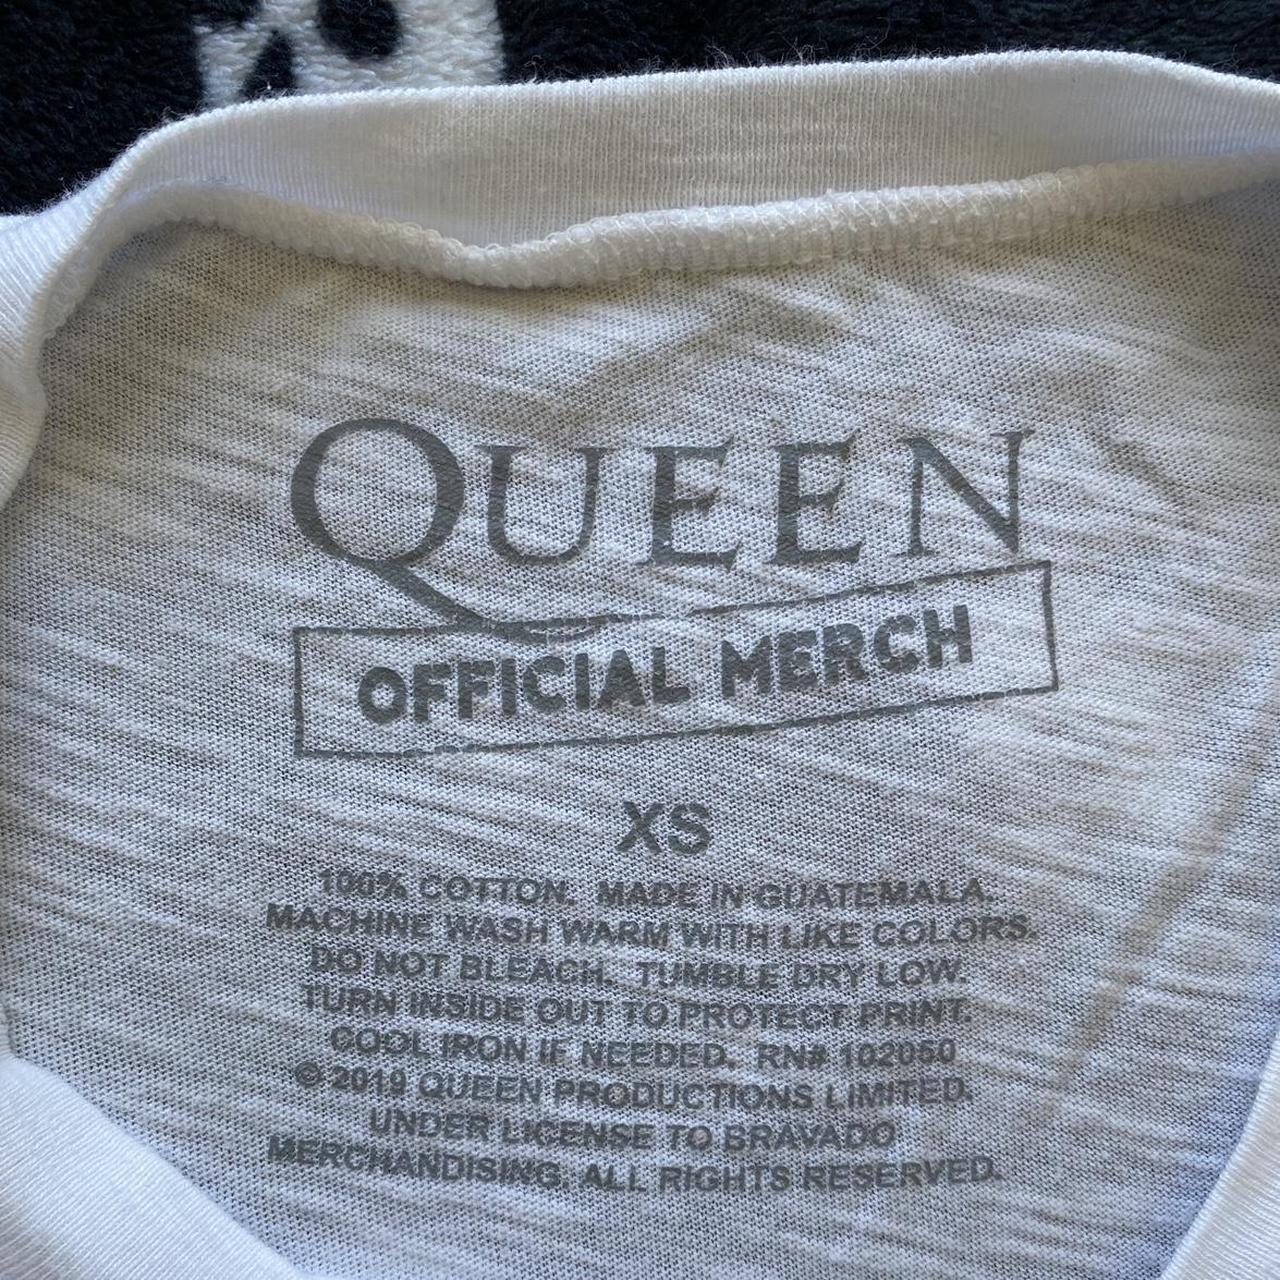 QUEEN
OFFICIAL MERCH
XS
100% COTTON. MADE IN GUATEMALA.
MACHINE WASH WARM WITH LIKE COLORS.
DO NOT BLEACH. TUMBLE DRY LOW.
TURN INSIDE OUT TO PROTECT PRINT.
COOL IRON IF NEEDED. RN# 102050
© 2019 QUEEN PRODUCTIONS LIMITED.
UNDER LICENSE TO BRAVADO
MERCHANDISING. ALL RIGHTS RESERVED.